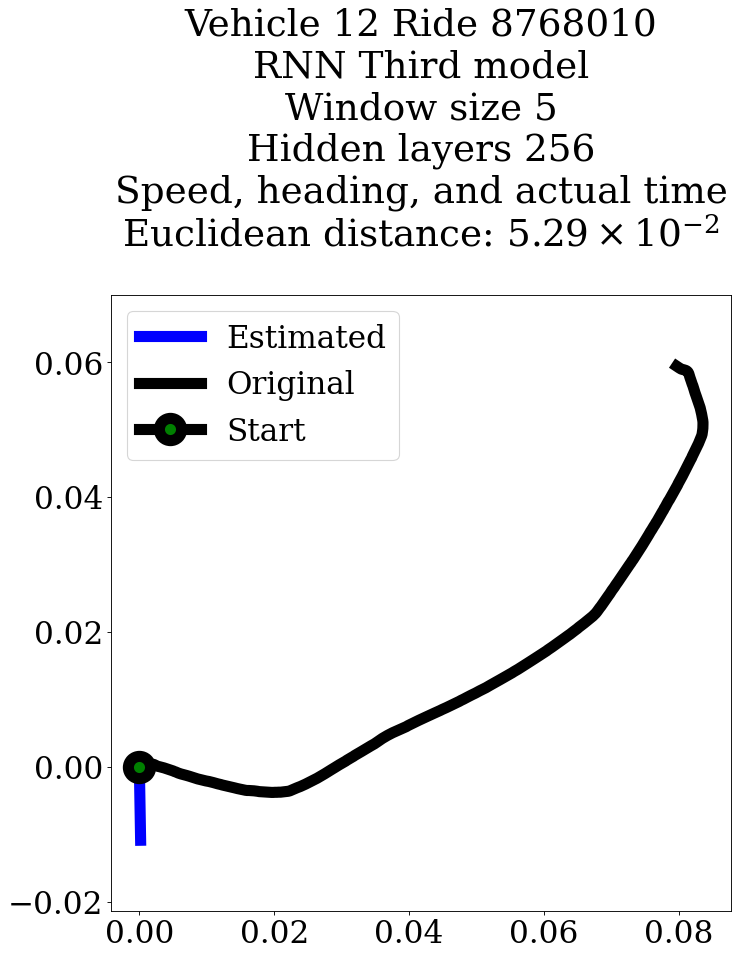 Vehicle 12 Ride 8768010
RNN Third model
Window size 5
Hidden layers 256
Speed, heading, and actual time
Euclidean distance: 5.29 × 10⁻²
Estimated
Original
Start
0.06
0.04
0.02
0.00
−0.02
0.00 0.02 0.04 0.06 0.08